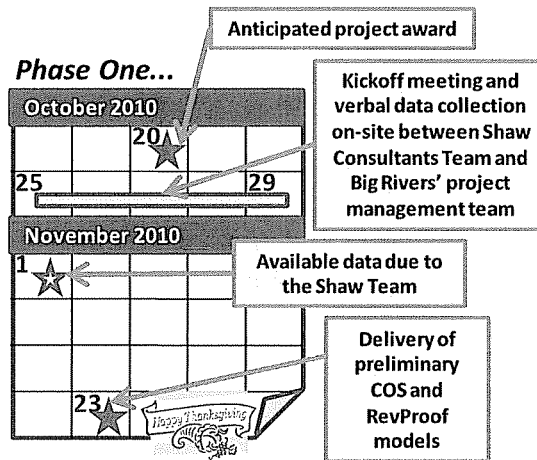 Anticipated project award
Phase One...
October 2010
20
25
29
Kickoff meeting and
verbal data collection
on-site between Shaw
Consultants Team and
Big Rivers' project
management team
November 2010
1
Available data due to
the Shaw Team
23
Happy Thanksgiving
Delivery of
preliminary
COS and
RevProof
models